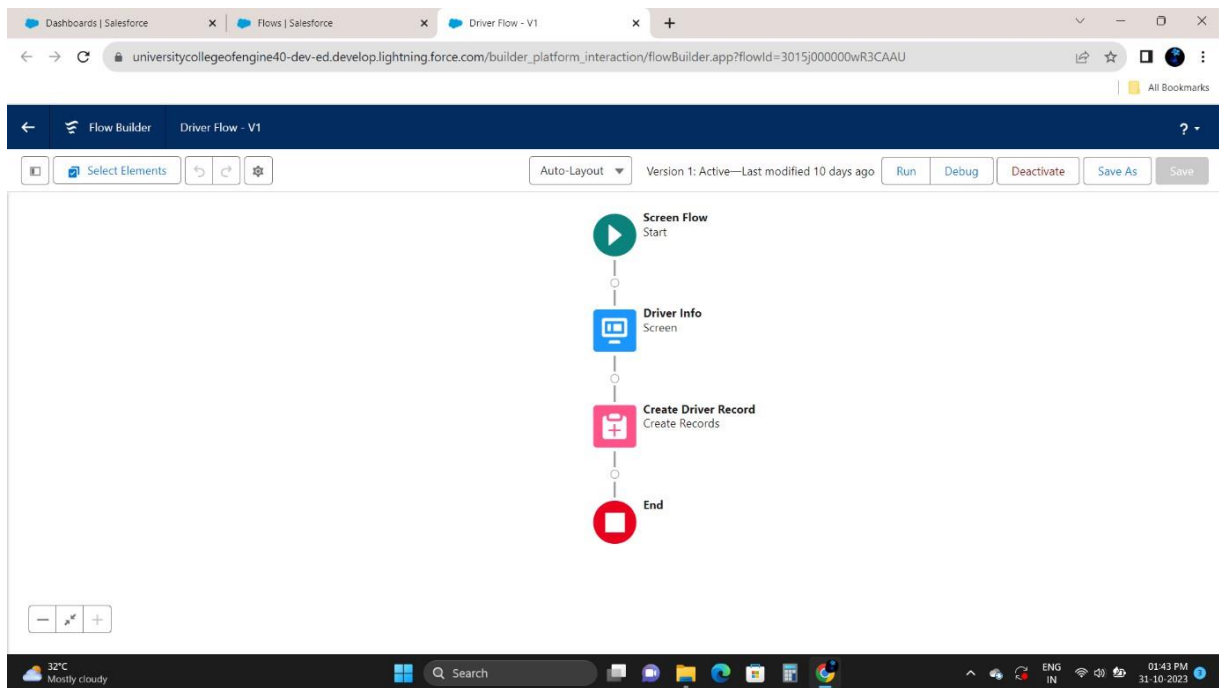 Dashboards | Salesforce
Flows | Salesforce
Driver Flow - V1
universitycollegeofengine40-dev-ed.develop.lightning.force.com/builder_platform_interaction/flowBuilder.app?flowId=3015j000000wR3CAAU
All Bookmarks
Flow Builder Driver Flow - V1 ?
Select Elements Auto-Layout Version 1: Active—Last modified 10 days ago Run Debug Deactivate Save As Save
Screen Flow
Start
Driver Info
Screen
Create Driver Record
Create Records
End
32°C
Mostly cloudy
Search
ENG
IN
01:43 PM
31-10-2023
3